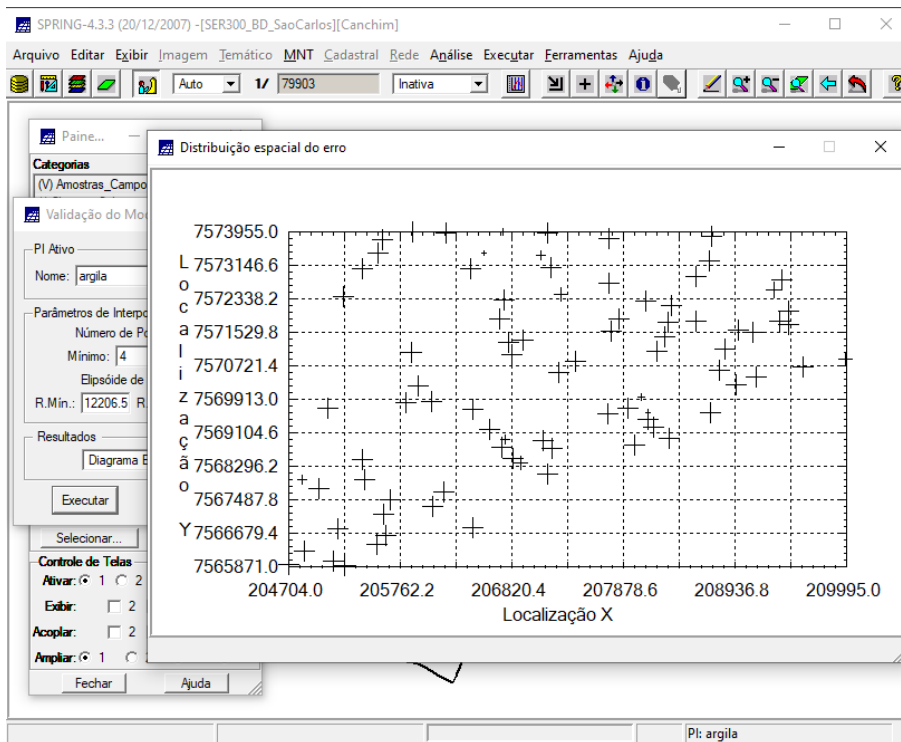 SPRING-4.3.3 (20/12/2007) -[SER300_BD_SaoCarlos][Canchim]
Arquivo Editar Exibir Imagem Temático MNT Cadastral Rede Análise Executar Ferramentas Ajuda
Auto 1/ 79903 Inativa
Paine...
Distribuição espacial do erro
Categorias
(V) Amostras_Campo
Validação do Mod
PI Ativo
Nome: argila
Parâmetros de Interpo
Número de Po
Mínimo: 4
Elipsóide de
R.Mín.: 12206.5 R.
Resultados
Diagrama E
Executar
Selecionar...
Controle de Telas
Ativar: 1 2
Exibir: 2
Acoplar: 2
Ampliar: 1
Fechar Ajuda
Localização Y
7573955.0
7573146.6
7572338.2
7571529.8
7570721.4
7569913.0
7569104.6
7568296.2
7567487.8
7566679.4
7565871.0
204704.0 205762.2 206820.4 207878.6 208936.8 209995.0
Localização X
PI: argila